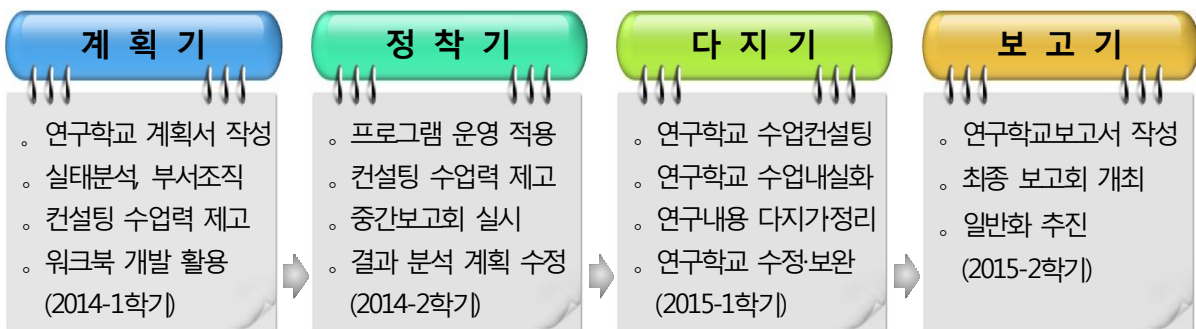 계 획 기
。연구학교 계획서 작성
。실태분석, 부서조직
。컨설팅 수업력 제고
。워크북 개발 활용
(2014-1학기)
정 착 기
。프로그램 운영 적용
。컨설팅 수업력 제고
。중간보고회 실시
。결과 분석 계획 수정
(2014-2학기)
다 지 기
。연구학교 수업컨설팅
。연구학교 수업내실화
。연구내용 다지기·정리
。연구학교 수정·보완
(2015-1학기)
보 고 기
。연구학교보고서 작성
。최종 보고회 개최
。일반화 추진
(2015-2학기)